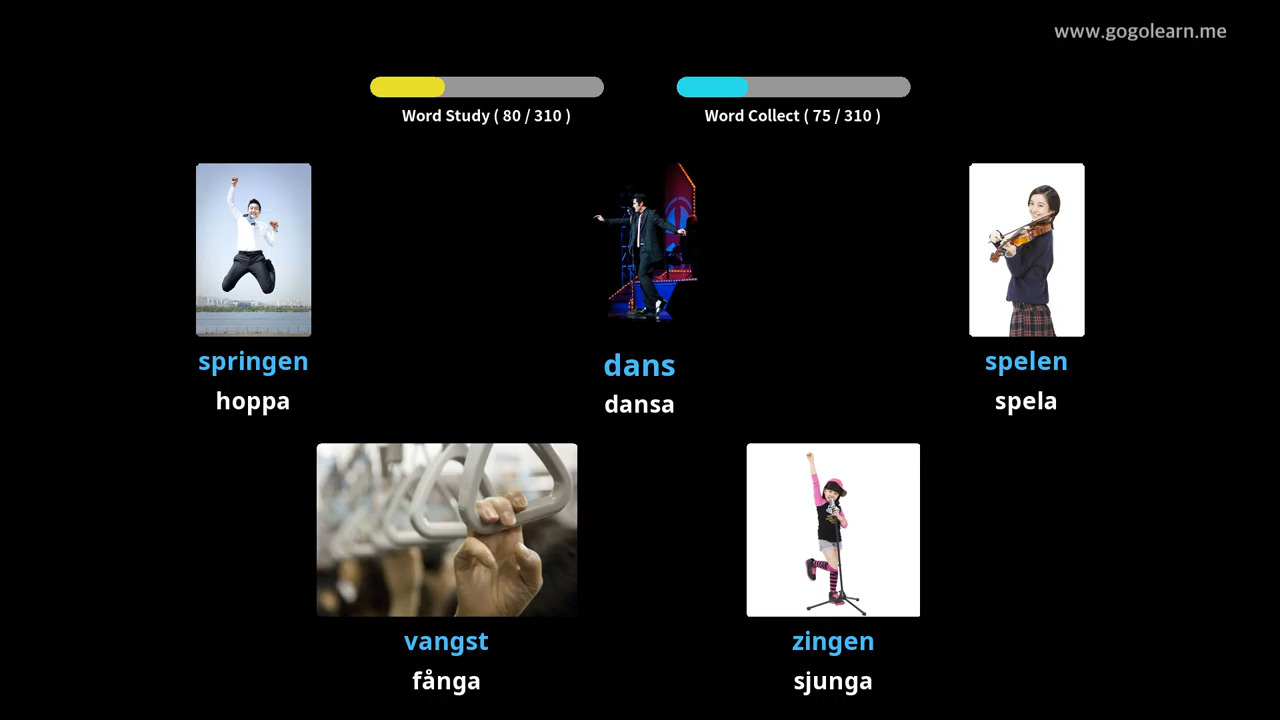 www.gogolearn.me
Word Study ( 80 / 310 )
Word Collect ( 75 / 310 )
springen
hoppa
dans
dansa
spelen
spela
vangst
fånga
zingen
sjunga